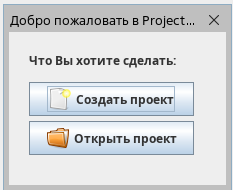 Добро пожаловать в Project...
Что Вы хотите сделать:
Создать проект
Открыть проект